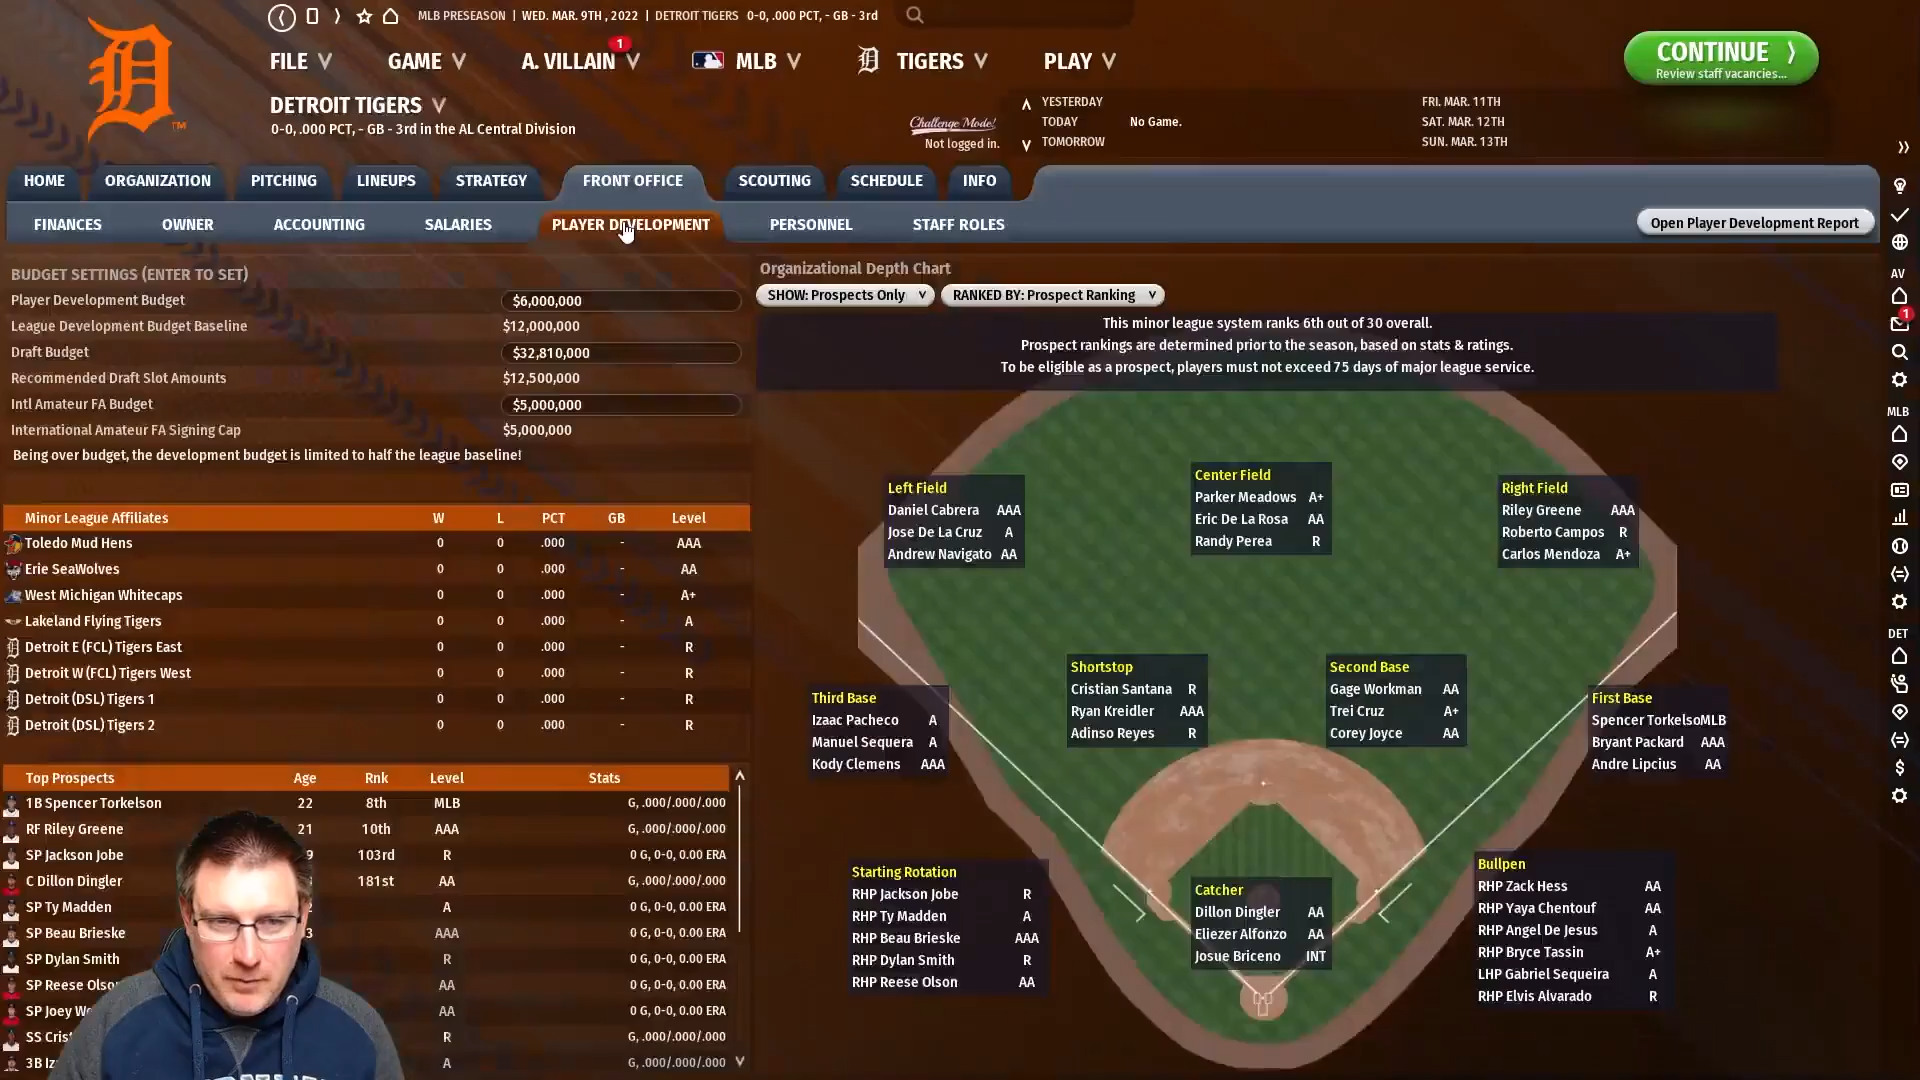 MLB PRESEASON | WED. MAR. 9TH , 2022 | DETROIT TIGERS 0-0, .000 PCT, - GB - 3rd
FILE GAME A. VILLAIN 1 MLB TIGERS PLAY
CONTINUE
Review staff vacancies...
DETROIT TIGERS
0-0, .000 PCT, - GB - 3rd in the AL Central Division
Challenge Mode!
Not logged in.
YESTERDAY
TODAY No Game.
TOMORROW
FRI. MAR. 11TH
SAT. MAR. 12TH
SUN. MAR. 13TH
HOME ORGANIZATION PITCHING LINEUPS STRATEGY FRONT OFFICE SCOUTING SCHEDULE INFO
FINANCES OWNER ACCOUNTING SALARIES PLAYER DEVELOPMENT PERSONNEL STAFF ROLES
Open Player Development Report
BUDGET SETTINGS (ENTER TO SET)
Player Development Budget $6,000,000
League Development Budget Baseline $12,000,000
Draft Budget $32,810,000
Recommended Draft Slot Amounts $12,500,000
Intl Amateur FA Budget $5,000,000
International Amateur FA Signing Cap $5,000,000
Being over budget, the development budget is limited to half the league baseline!
Minor League Affiliates W L PCT GB Level
Toledo Mud Hens 0 0 .000 - AAA
Erie SeaWolves 0 0 .000 - AA
West Michigan Whitecaps 0 0 .000 - A+
Lakeland Flying Tigers 0 0 .000 - A
Detroit E (FCL) Tigers East 0 0 .000 - R
Detroit W (FCL) Tigers West 0 0 .000 - R
Detroit (DSL) Tigers 1 0 0 .000 - R
Detroit (DSL) Tigers 2 0 0 .000 - R
Top Prospects Age Rnk Level Stats
1B Spencer Torkelson 22 8th MLB G, .000/.000/.000
RF Riley Greene 21 10th AAA G, .000/.000/.000
SP Jackson Jobe 9 103rd R 0 G, 0-0, 0.00 ERA
C Dillon Dingler 181st AA G, .000/.000/.000
SP Ty Madden A 0 G, 0-0, 0.00 ERA
SP Beau Brieske 3 AAA 0 G, 0-0, 0.00 ERA
SP Dylan Smith R 0 G, 0-0, 0.00 ERA
SP Reese Olso AA 0 G, 0-0, 0.00 ERA
SP Joey We AA 0 G, 0-0, 0.00 ERA
SS Crist R G, .000/.000/.000
3B Iz A G, .000/.000/.000
Organizational Depth Chart
SHOW: Prospects Only RANKED BY: Prospect Ranking
This minor league system ranks 6th out of 30 overall.
Prospect rankings are determined prior to the season, based on stats & ratings.
To be eligible as a prospect, players must not exceed 75 days of major league service.
Left Field
Daniel Cabrera AAA
Jose De La Cruz A
Andrew Navigato AA
Center Field
Parker Meadows A+
Eric De La Rosa AA
Randy Perea R
Right Field
Riley Greene AAA
Roberto Campos R
Carlos Mendoza A+
Third Base
Izaac Pacheco A
Manuel Sequera A
Kody Clemens AAA
Shortstop
Cristian Santana R
Ryan Kreidler AAA
Adinso Reyes R
Second Base
Gage Workman AA
Trei Cruz A+
Corey Joyce AA
First Base
Spencer TorkelsoMLB
Bryant Packard AAA
Andre Lipcius AA
Starting Rotation
RHP Jackson Jobe R
RHP Ty Madden A
RHP Beau Brieske AAA
RHP Dylan Smith R
RHP Reese Olson AA
Catcher
Dillon Dingler AA
Eliezer Alfonzo AA
Josue Briceno INT
Bullpen
RHP Zack Hess AA
RHP Yaya Chentouf AA
RHP Angel De Jesus A
RHP Bryce Tassin A+
LHP Gabriel Sequeira A
RHP Elvis Alvarado R
AV
1
MLB
DET
$